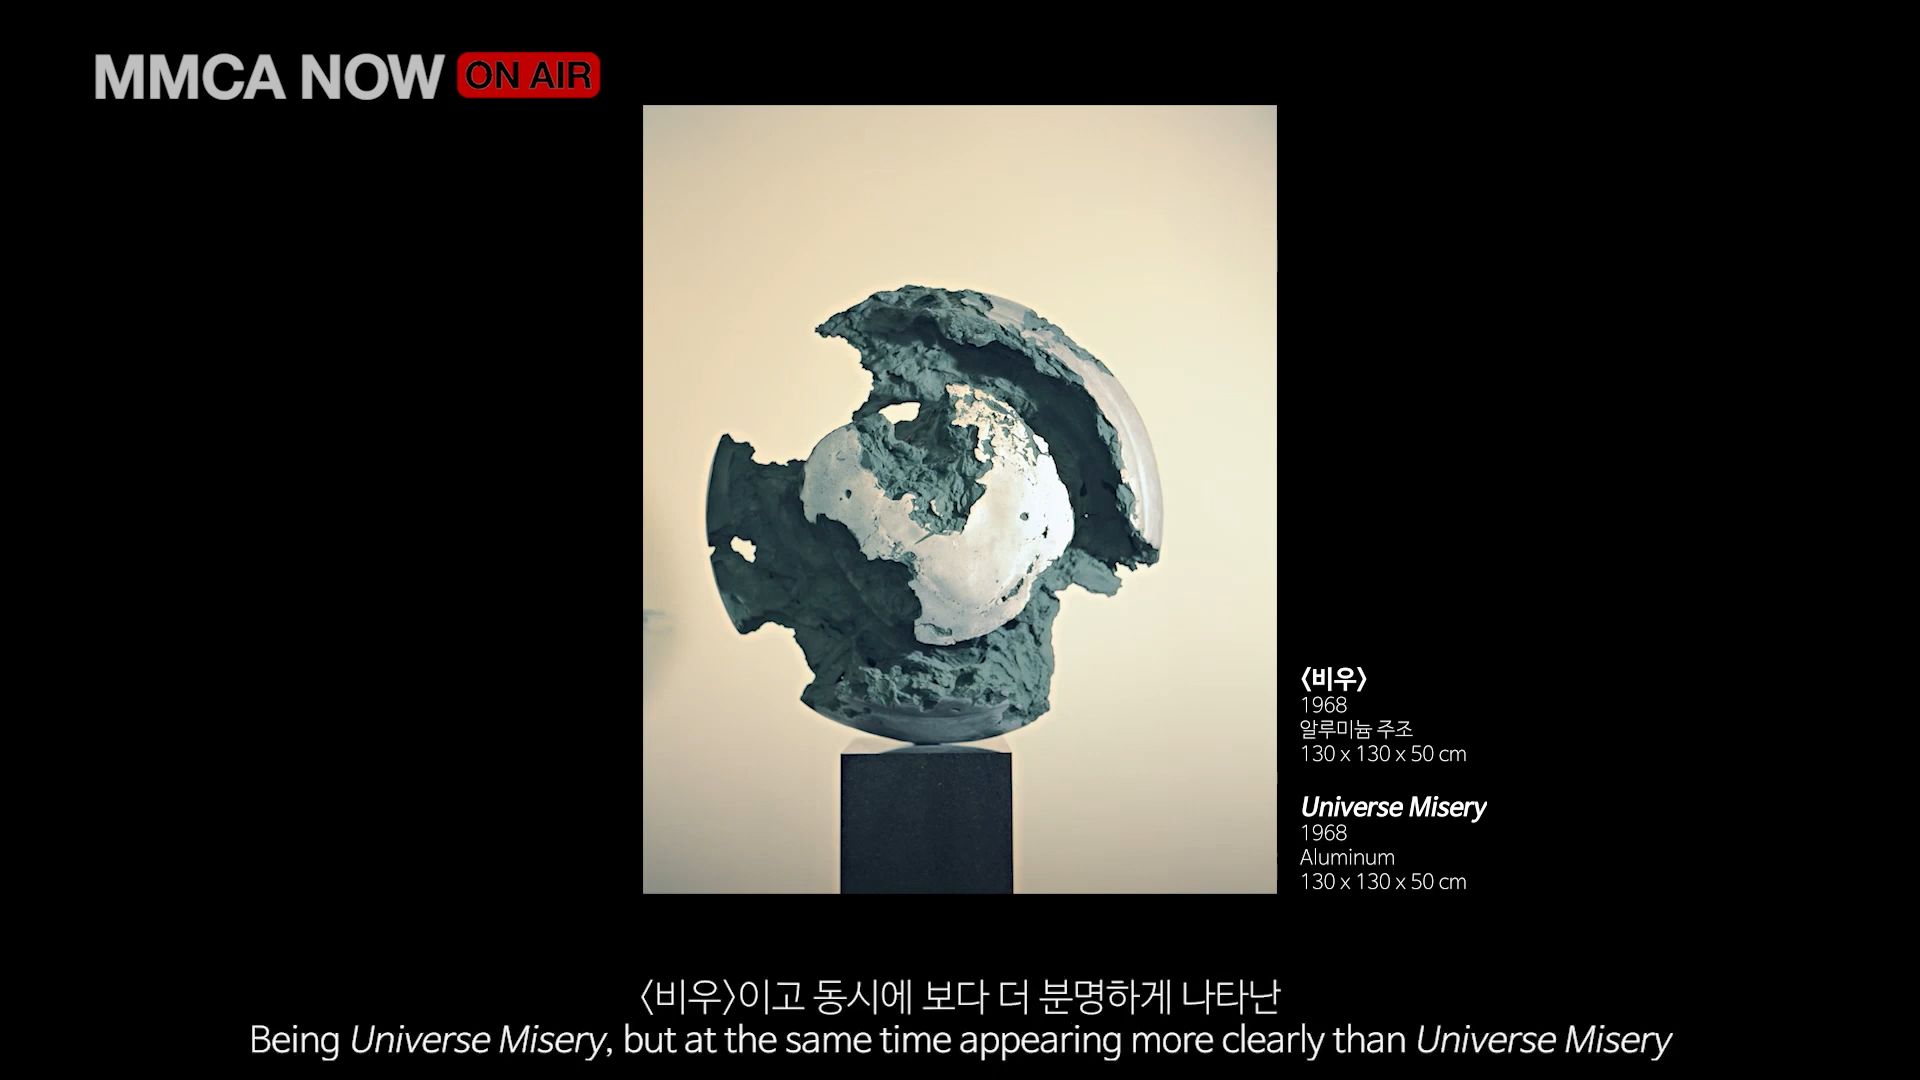 MMCA NOW ON AIR
〈비우〉
1968
알루미늄 주조
130 x 130 x 50 cm
Universe Misery
1968
Aluminum
130 x 130 x 50 cm
〈비우〉이고 동시에 보다 더 분명하게 나타난
Being Universe Misery, but at the same time appearing more clearly than Universe Misery